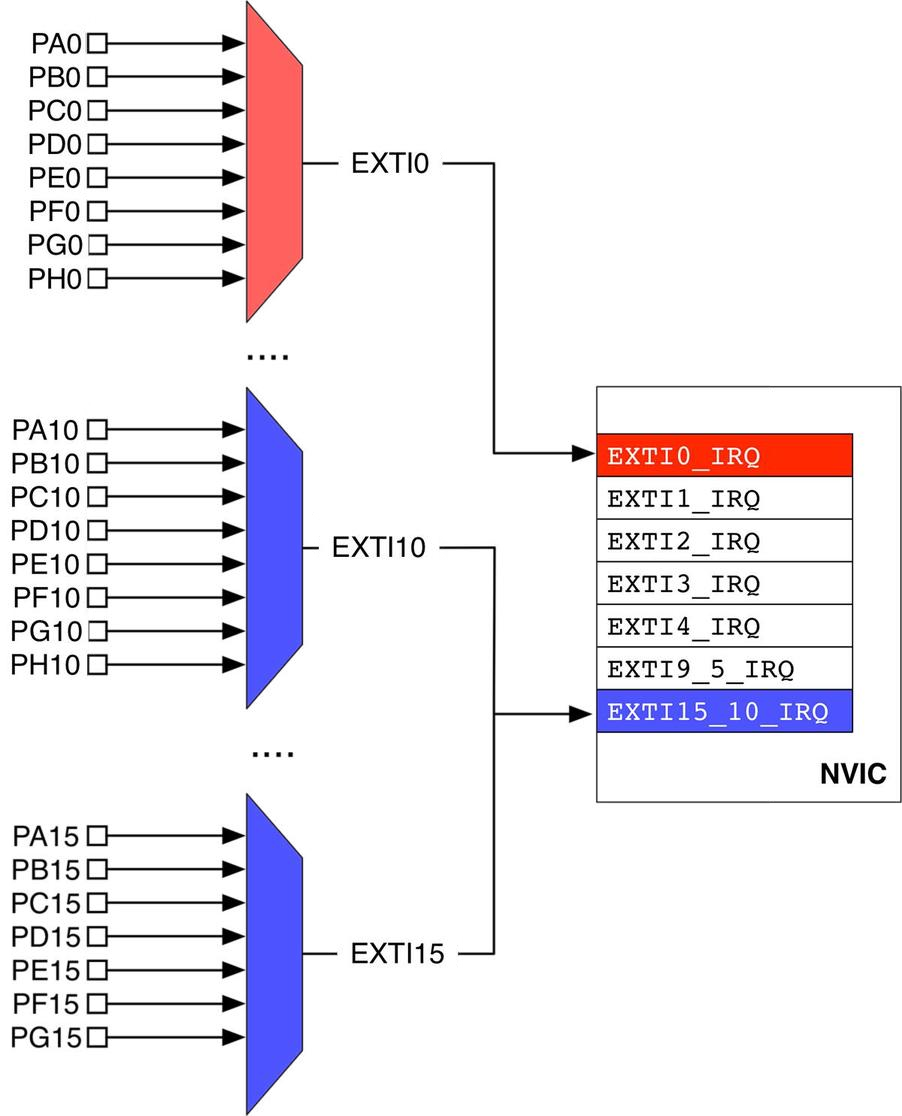 PA0
PB0
PC0
PD0
PE0
PF0
PG0
PH0
EXTI0
....
PA10
PB10
PC10
PD10
PE10
PF10
PG10
PH10
EXTI10
....
PA15
PB15
PC15
PD15
PE15
PF15
PG15
EXTI15
EXTI0_IRQ
EXTI1_IRQ
EXTI2_IRQ
EXTI3_IRQ
EXTI4_IRQ
EXTI9_5_IRQ
EXTI15_10_IRQ
NVIC